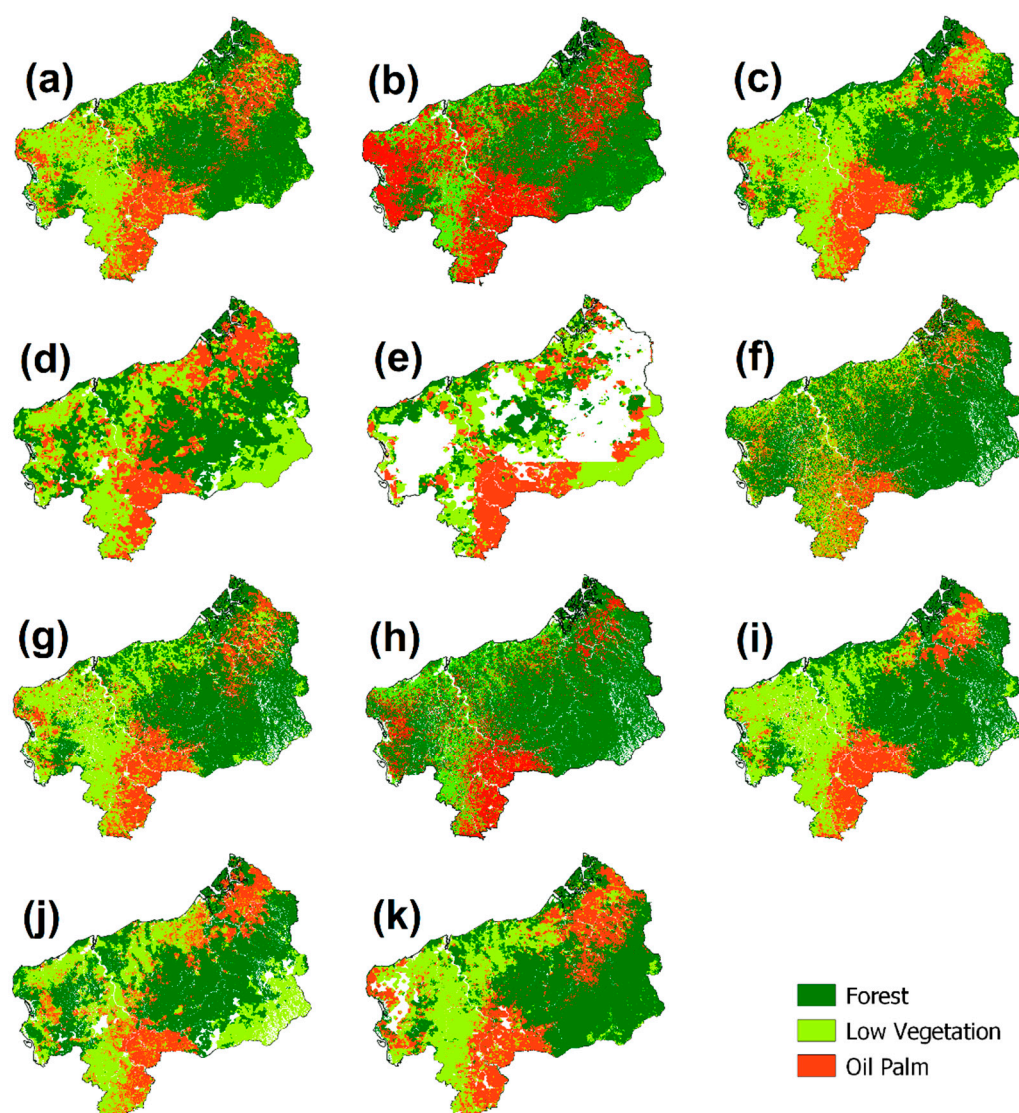 (a)
(b)
(c)
(d)
(e)
(f)
(g)
(h)
(i)
(j)
(k)
Forest
Low Vegetation
Oil Palm